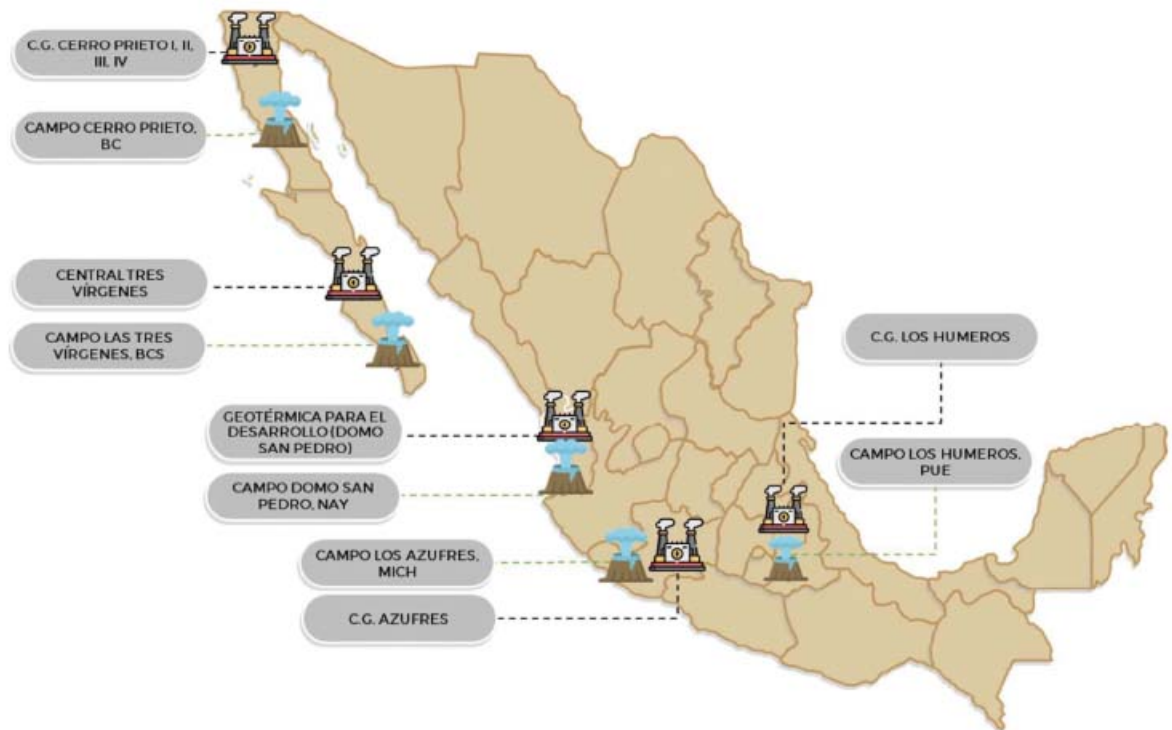 C.G. CERRO PRIETO I, II,
III. IV
CAMPO CERRO PRIETO,
BC
CENTRAL TRES
VÍRGENES
CAMPO LAS TRES
VÍRGENES, BCS
C.G. LOS HUMEROS
GEOTÉRMICA PARA EL
DESARROLLO (DOMO
SAN PEDRO)
CAMPO LOS HUMEROS,
PUE
CAMPO DOMO SAN
PEDRO, NAY
CAMPO LOS AZUFRES,
MICH
C.G. AZUFRES